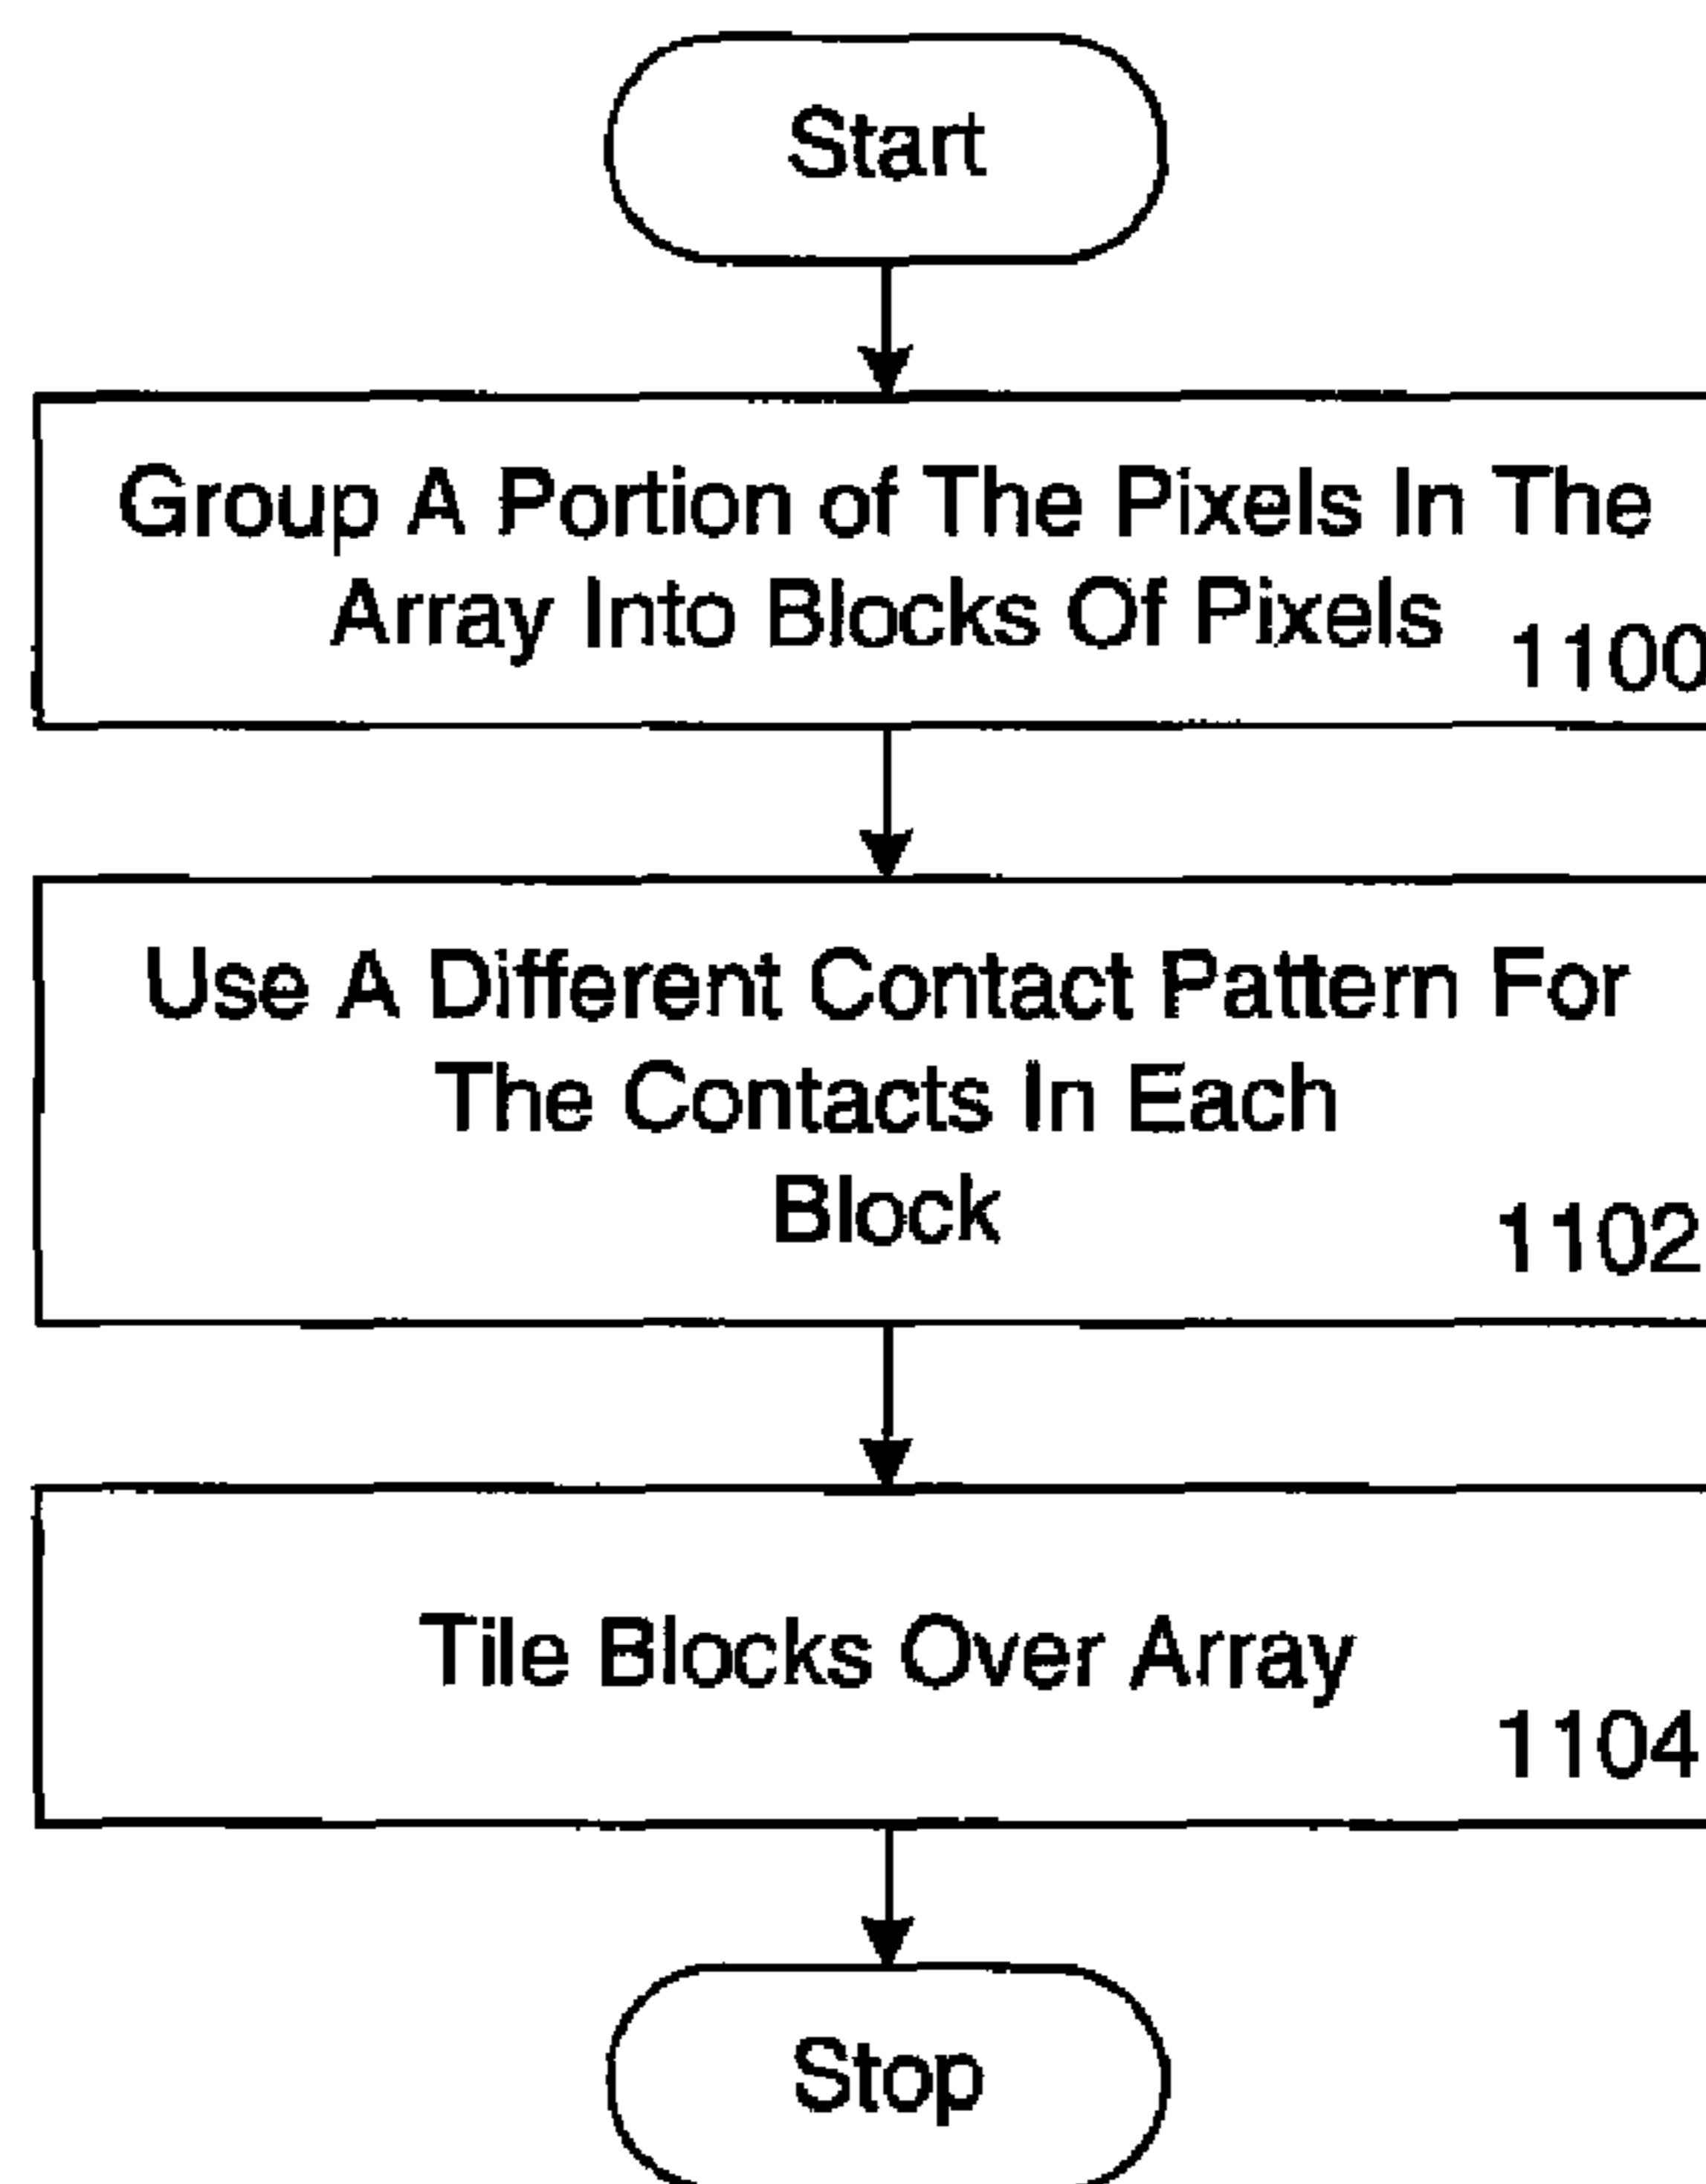 Start
Group A Portion of The Pixels In The
Array Into Blocks Of Pixels
1100
Use A Different Contact Pattern For
The Contacts In Each
Block
1102
Tile Blocks Over Array
1104
Stop